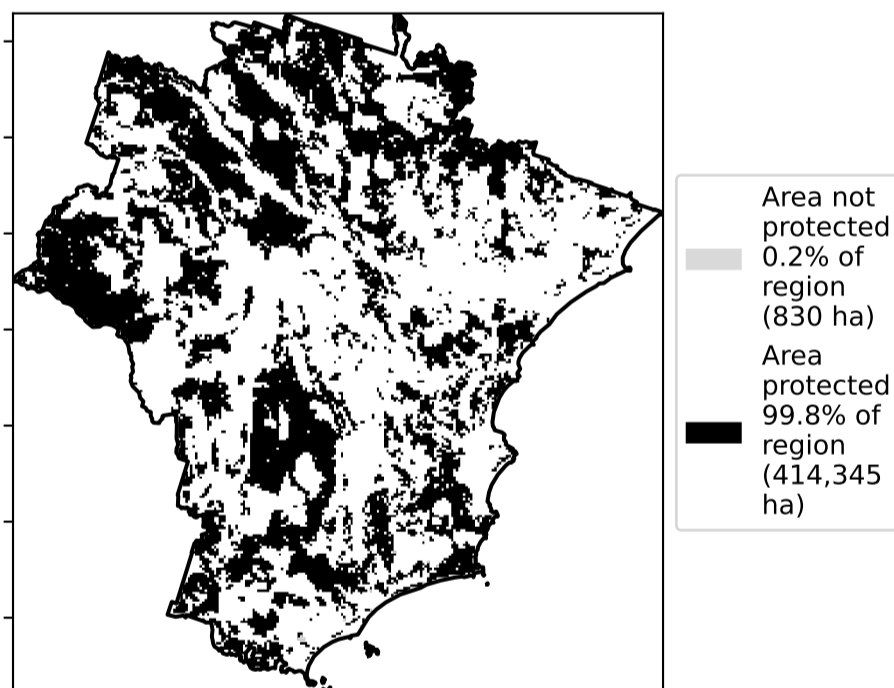 Area not
protected
0.2% of
region
(830 ha)
Area
protected
99.8% of
region
(414,345
ha)